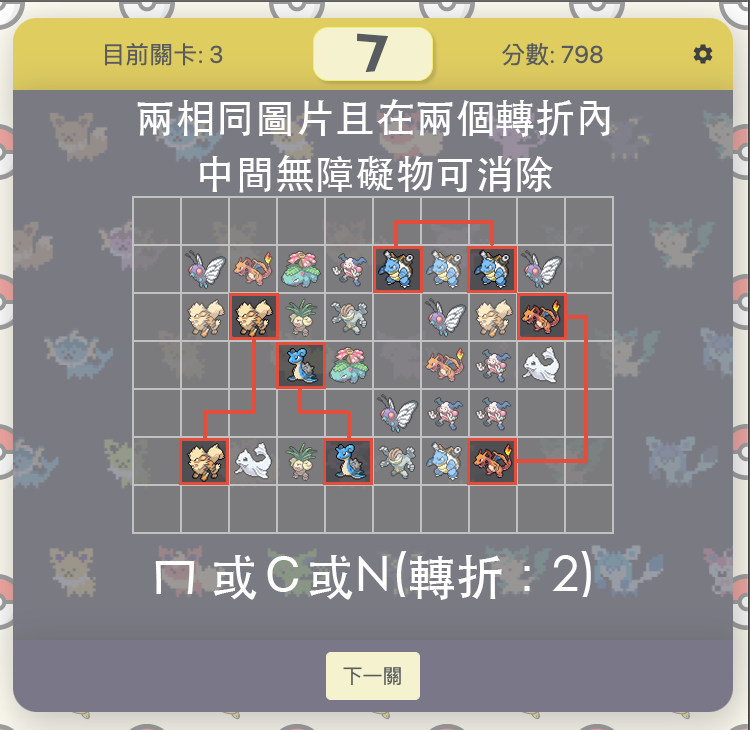 目前關卡: 3
7
分數: 798
兩相同圖片且在兩個轉折內
中間無障礙物可消除
ㄇ或C或N(轉折：2)
下一關